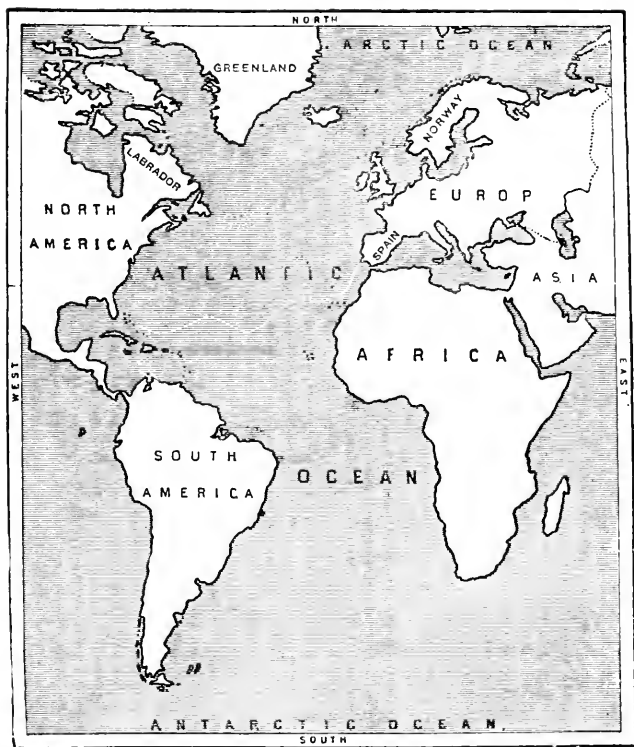 NORTH
ARCTIC OCEAN
GREENLAND
NORWAY
LABRADOR
EUROP
NORTH
AMERICA
SPAIN
ATLANTIC
ASIA
AFRICA
WEST
EAST
SOUTH
AMERICA
OCEAN
ANTARCTIC OCEAN.
SOUTH